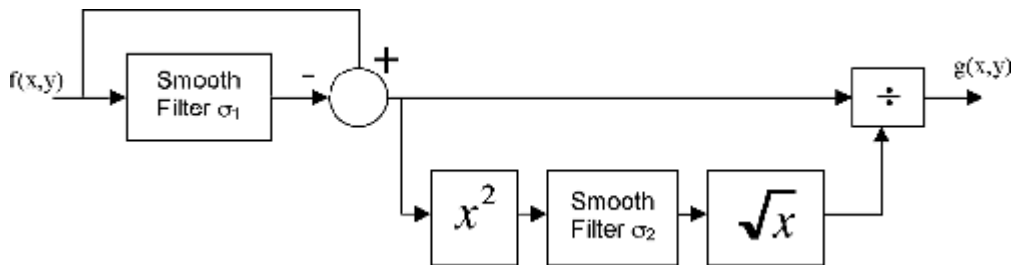 f(x,y)
Smooth
Filter σ₁
-
+
÷
g(x,y)
x²
Smooth
Filter σ₂
√x